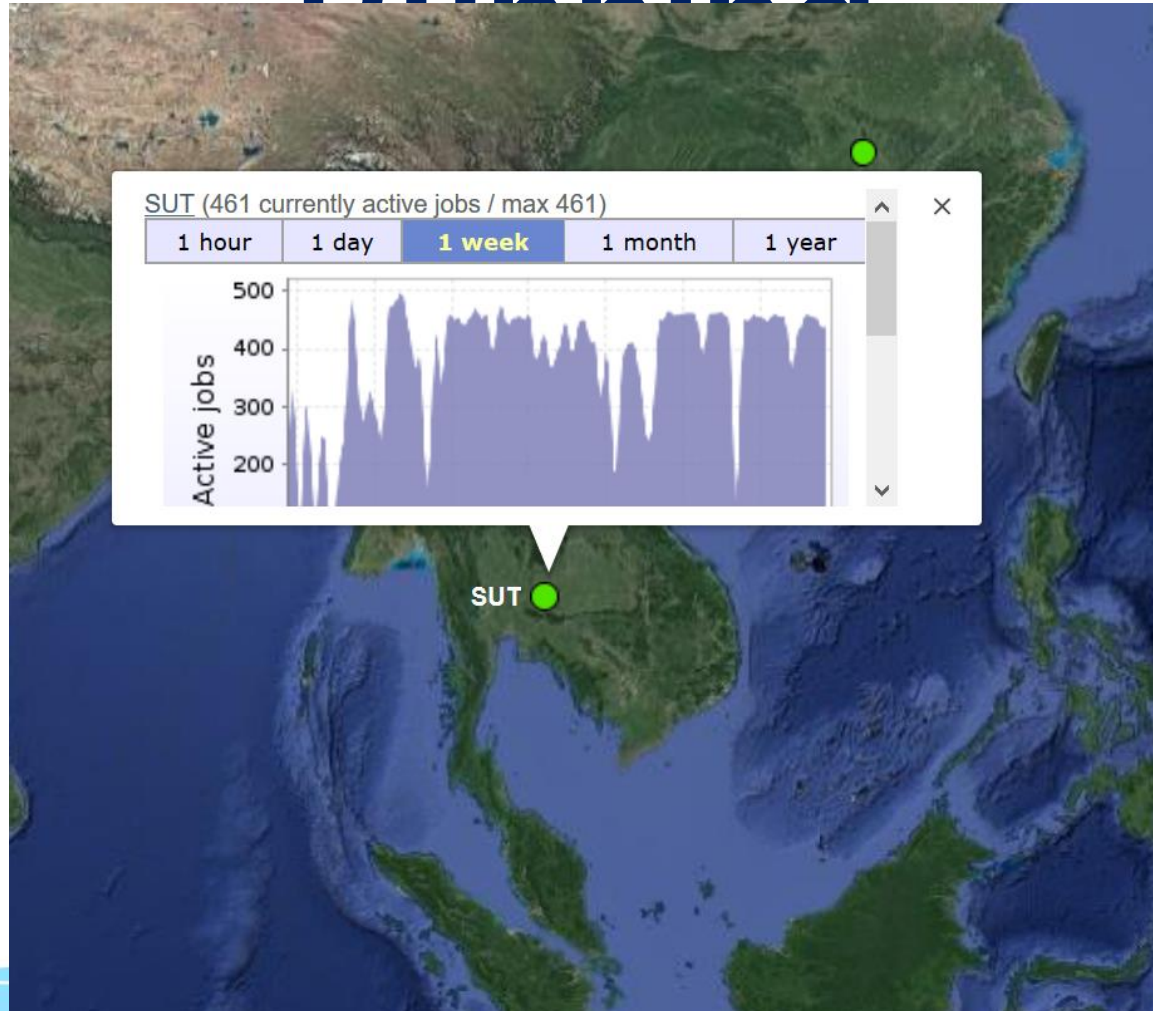 SUT (461 currently active jobs / max 461)
1 hour 1 day 1 week 1 month 1 year
500
400
300
200
Active jobs
SUT